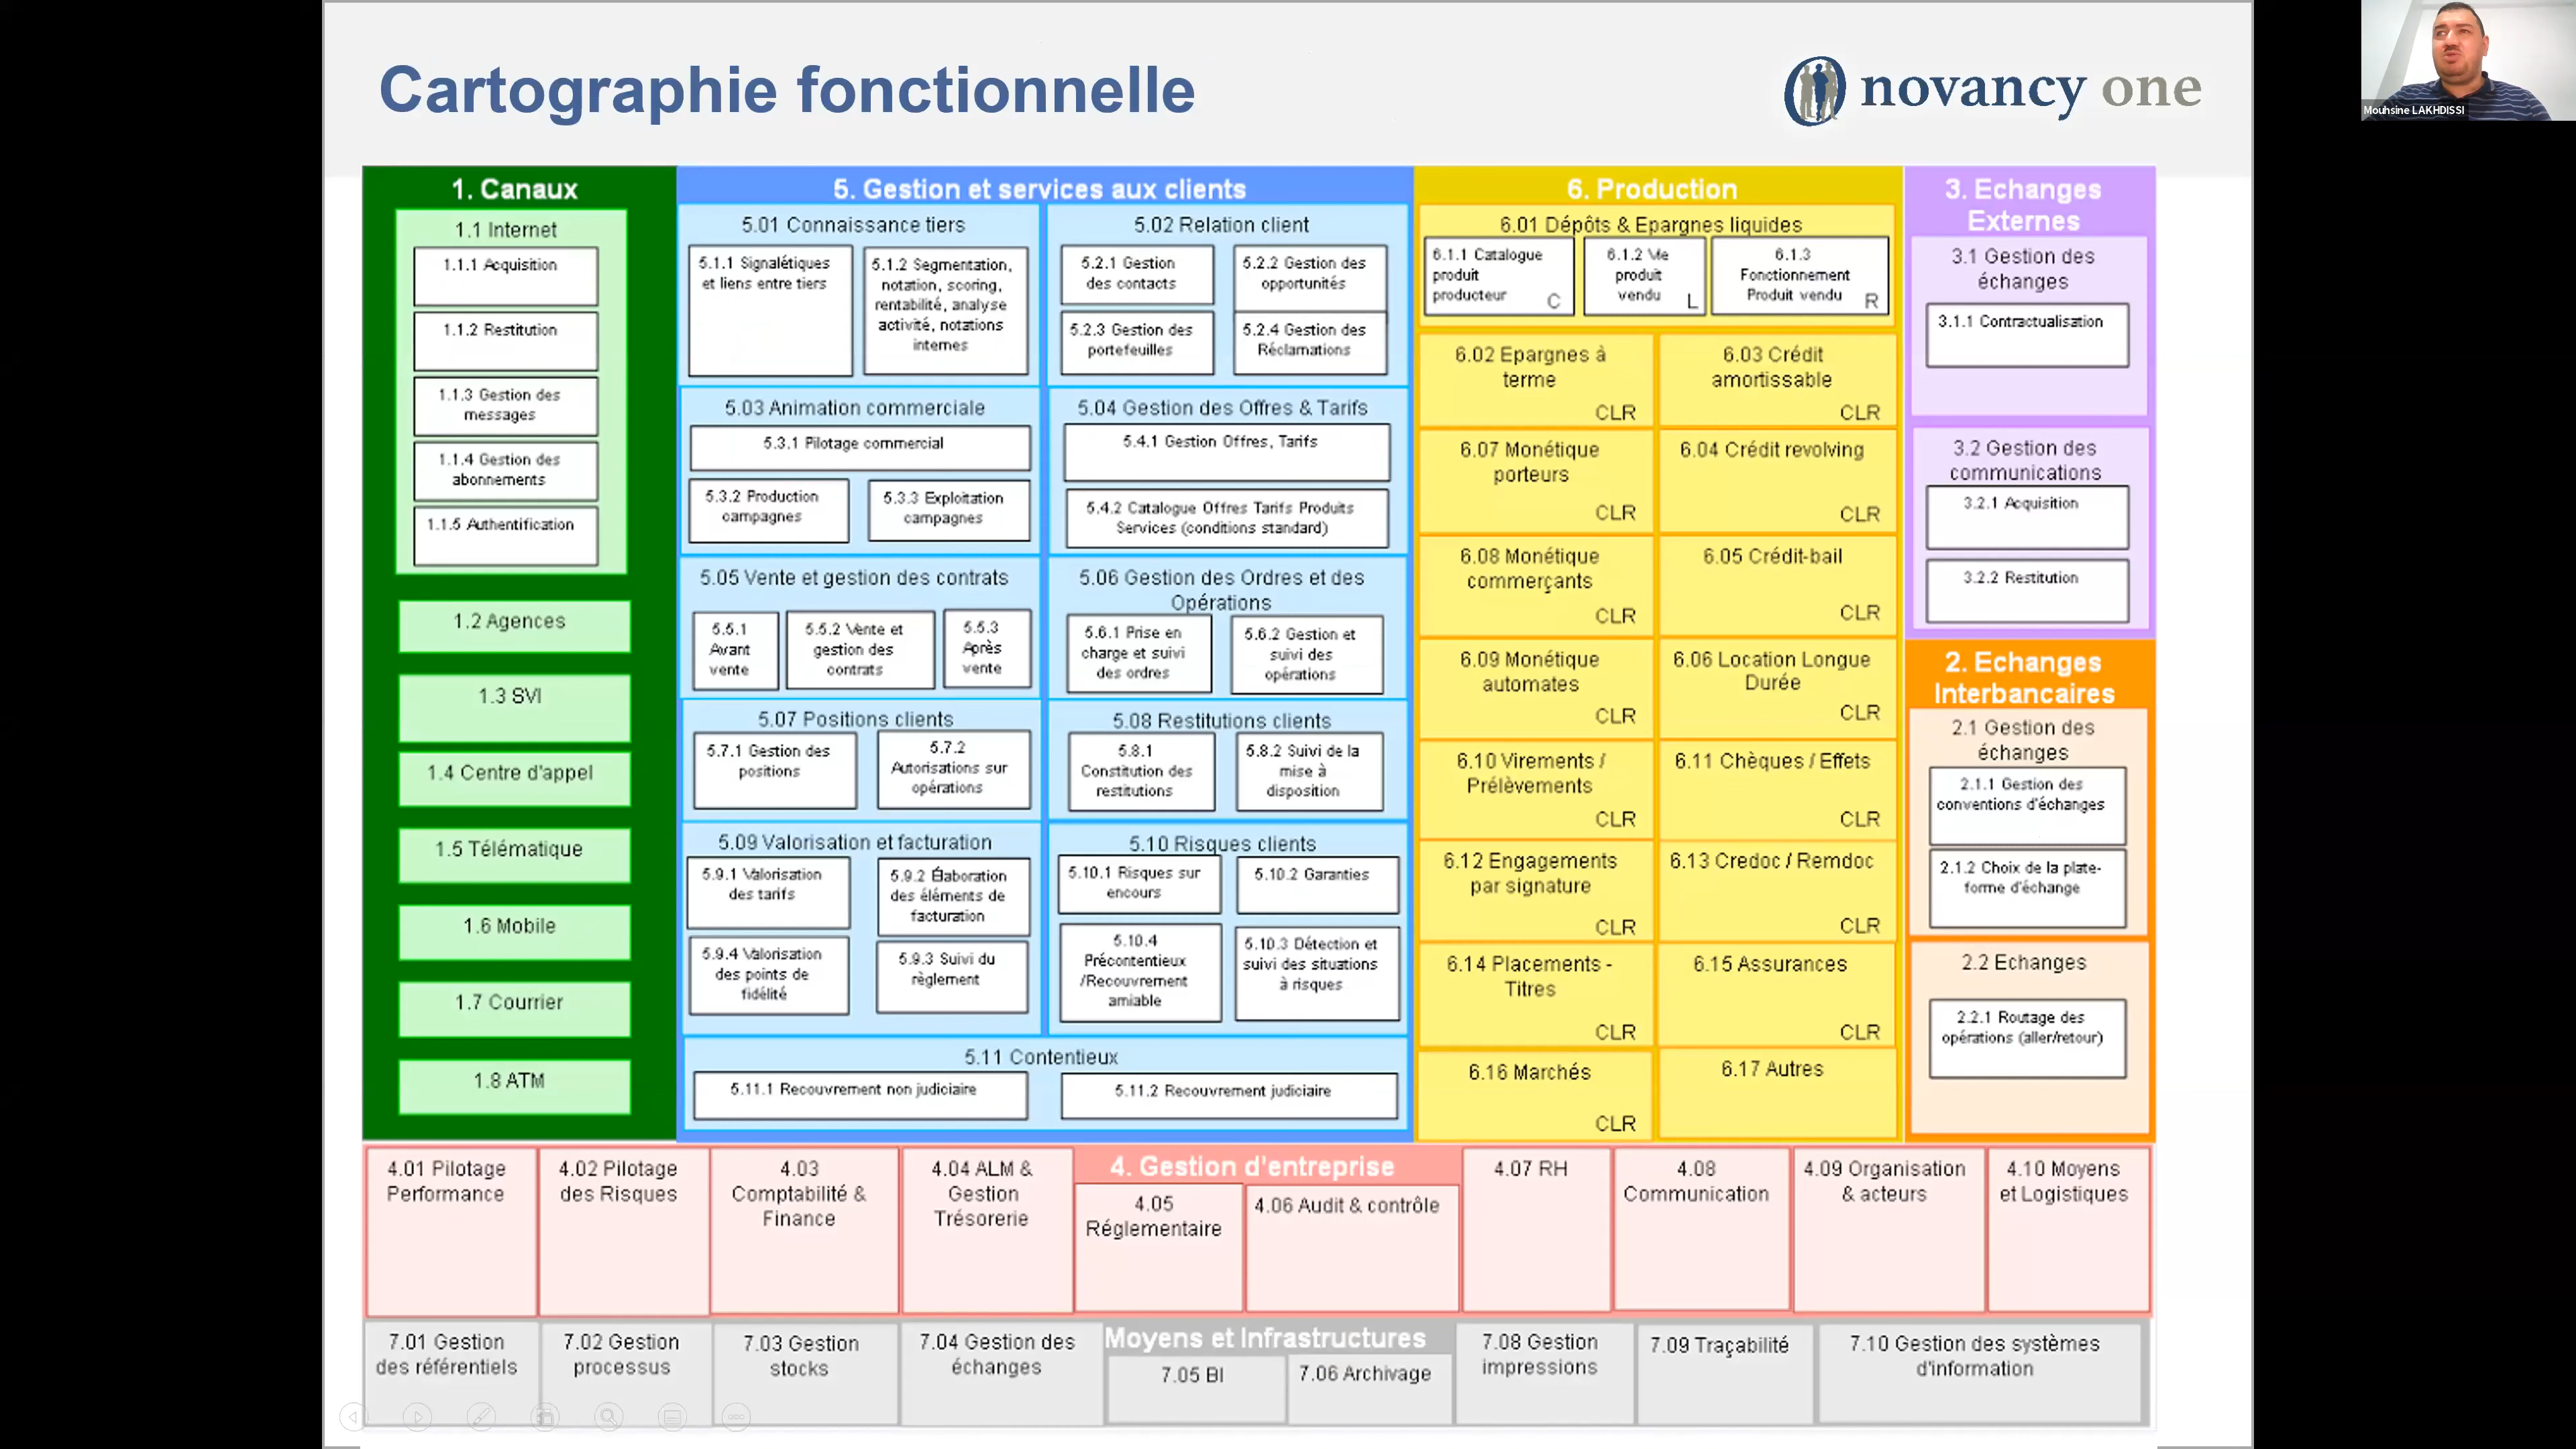 Cartographie fonctionnelle
novancy one
Mouhsine LAKHDISSI
1. Canaux
1.1 Internet
1.1.1 Acquisition
1.1.2 Restitution
1.1.3 Gestion des
messages
1.1.4 Gestion des
abonnements
1.1.5 Authentification
1.2 Agences
1.3 SVI
1.4 Centre d'appel
1.5 Télématique
1.6 Mobile
1.7 Courrier
1.8 ATM
5. Gestion et services aux clients
5.01 Connaissance tiers
5.1.1 Signalétiques
et liens entre tiers
5.1.2 Segmentation,
notation, scoring,
rentabilité, analyse
activité, notations
internes
5.02 Relation client
5.2.1 Gestion
des contacts
5.2.2 Gestion des
opportunités
5.2.3 Gestion des
portefeuilles
5.2.4 Gestion des
Réclamations
5.03 Animation commerciale
5.3.1 Pilotage commercial
5.3.2 Production
campagnes
5.3.3 Exploitation
campagnes
5.04 Gestion des Offres & Tarifs
5.4.1 Gestion Offres, Tarifs
5.4.2 Catalogue Offres Tarifs Produits
Services (conditions standard)
5.05 Vente et gestion des contrats
5.5.1
Avant
vente
5.5.2 Vente et
gestion des
contrats
5.5.3
Après
vente
5.06 Gestion des Ordres et des
Opérations
5.6.1 Prise en
charge et suivi
des ordres
5.6.2 Gestion et
suivi des
opérations
5.07 Positions clients
5.7.1 Gestion des
positions
5.7.2
Autorisations sur
opérations
5.08 Restitutions clients
5.8.1
Constitution des
restitutions
5.8.2 Suivi de la
mise à
disposition
5.09 Valorisation et facturation
5.9.1 Valorisation
des tarifs
5.9.2 Élaboration
des éléments de
facturation
5.9.4 Valorisation
des points de
fidélité
5.9.3 Suivi du
règlement
5.10 Risques clients
5.10.1 Risques sur
encours
5.10.2 Garanties
5.10.4
Précontentieux
/Recouvrement
amiable
5.10.3 Détection et
suivi des situations
à risques
5.11 Contentieux
5.11.1 Recouvrement non judiciaire
5.11.2 Recouvrement judiciaire
6. Production
6.01 Dépôts & Epargnes liquides
6.1.1 Catalogue
produit
producteur
C
6.1.2 Vie
produit
vendu
L
6.1.3
Fonctionnement
Produit vendu
R
6.02 Epargnes à
terme
CLR
6.03 Crédit
amortissable
CLR
6.07 Monétique
porteurs
CLR
6.04 Crédit revolving
CLR
6.08 Monétique
commerçants
CLR
6.05 Crédit-bail
CLR
6.09 Monétique
automates
CLR
6.06 Location Longue
Durée
CLR
6.10 Virements /
Prélèvements
CLR
6.11 Chèques / Effets
CLR
6.12 Engagements
par signature
CLR
6.13 Credoc / Remdoc
CLR
6.14 Placements -
Titres
CLR
6.15 Assurances
CLR
6.16 Marchés
CLR
6.17 Autres
3. Echanges
Externes
3.1 Gestion des
échanges
3.1.1 Contractualisation
3.2 Gestion des
communications
3.2.1 Acquisition
3.2.2 Restitution
2. Echanges
Interbancaires
2.1 Gestion des
échanges
2.1.1 Gestion des
conventions d'échanges
2.1.2 Choix de la plate-
forme d'échange
2.2 Echanges
2.2.1 Routage des
opérations (aller/retour)
4. Gestion d'entreprise
4.01 Pilotage
Performance
4.02 Pilotage
des Risques
4.03
Comptabilité &
Finance
4.04 ALM &
Gestion
Trésorerie
4.05
Réglementaire
4.06 Audit & contrôle
4.07 RH
4.08
Communication
4.09 Organisation
& acteurs
4.10 Moyens
et Logistiques
Moyens et Infrastructures
7.01 Gestion
des référentiels
7.02 Gestion
processus
7.03 Gestion
stocks
7.04 Gestion des
échanges
7.05 BI
7.06 Archivage
7.08 Gestion
impressions
7.09 Traçabilité
7.10 Gestion des systèmes
d'information